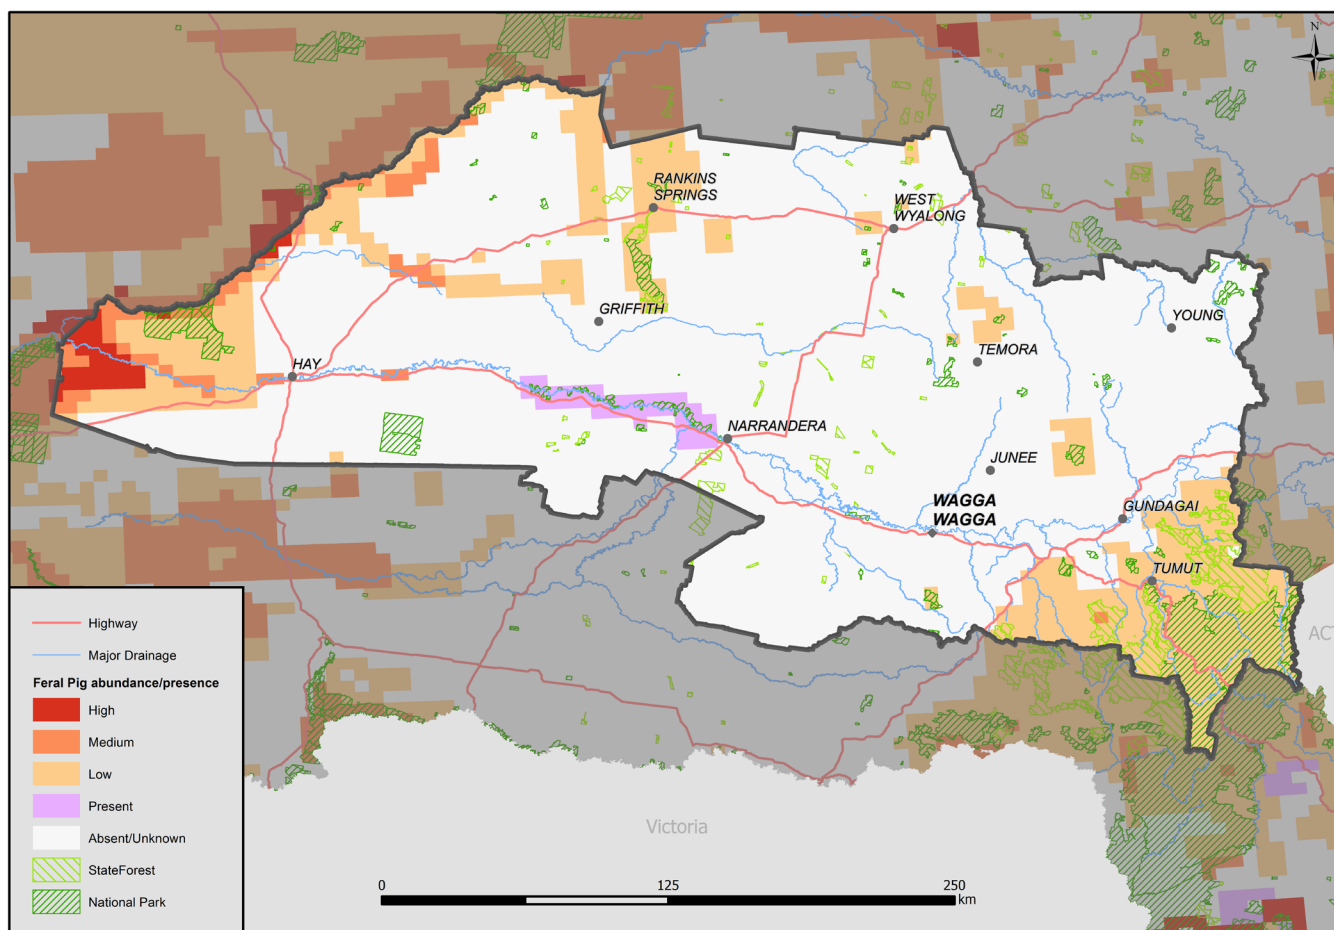 N
RANKINS
SPRINGS
WEST
WYALONG
GRIFFITH
YOUNG
TEMORA
HAY
NARRANDERA
JUNEE
WAGGA
WAGGA
GUNDAGAI
TUMUT
ACT
Victoria
Highway
Major Drainage
Feral Pig abundance/presence
High
Medium
Low
Present
Absent/Unknown
StateForest
National Park
0
125
250
km